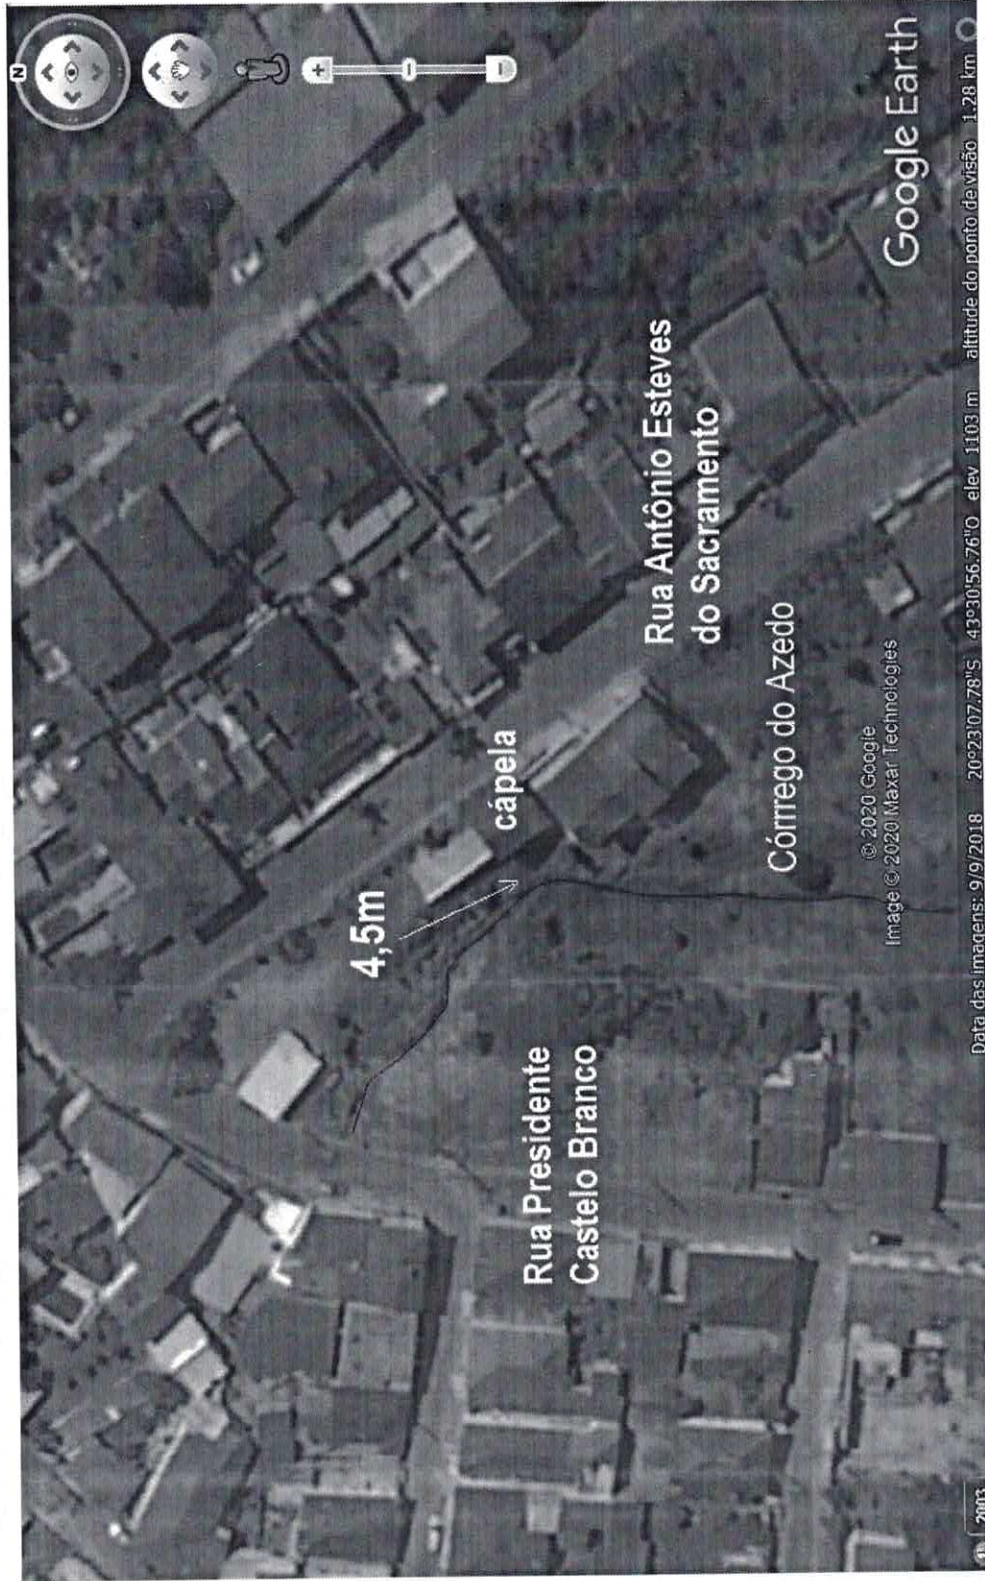 N
4,5m
cápela
Rua Antônio Esteves
do Sacramento
Rua Presidente
Castelo Branco
Córrrego do Azedo
© 2020 Google
Image © 2020 Maxar Technologies
Google Earth
2003
Data das imagens: 9/9/2018 20°23'07.78"S 43°30'56.76"O elev 1103 m altitude do ponto de visão 1.28 km